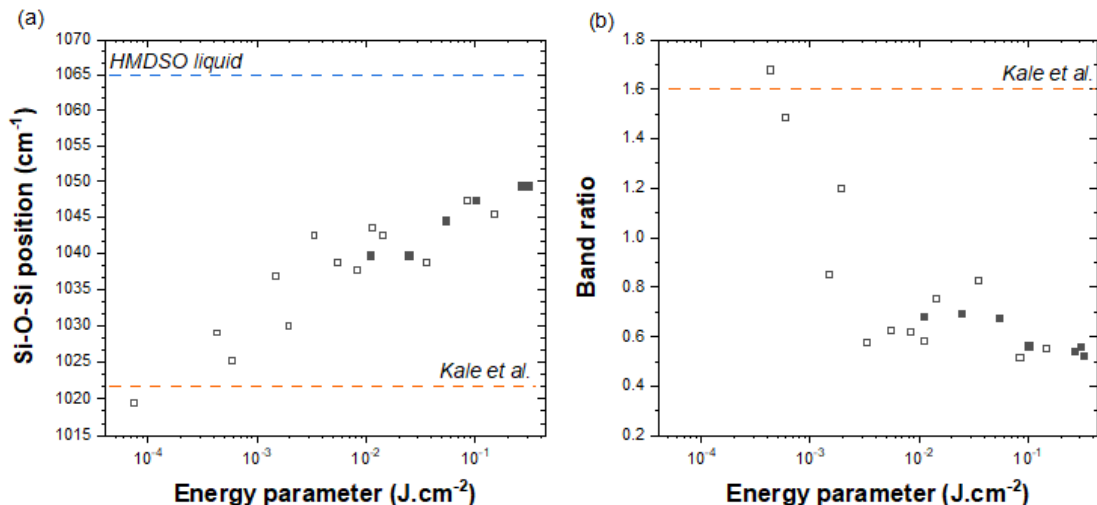 (a)
1070
1065
1060
1055
1050
1045
1040
1035
1030
1025
1020
1015
Si-O-Si position (cm⁻¹)
HMDSO liquid
Kale et al.
10⁻⁴ 10⁻³ 10⁻² 10⁻¹
Energy parameter (J.cm⁻²)
(b)
1.8
1.6
1.4
1.2
1.0
0.8
0.6
0.4
0.2
Band ratio
Kale et al.
10⁻⁴ 10⁻³ 10⁻² 10⁻¹
Energy parameter (J.cm⁻²)